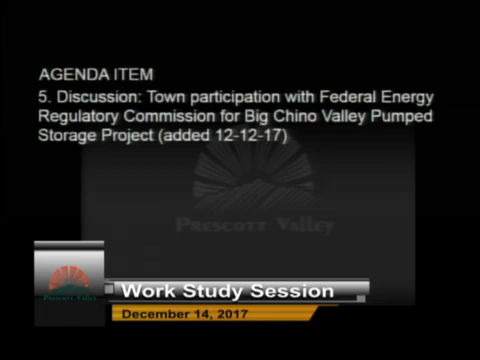 AGENDA ITEM
5. Discussion: Town participation with Federal Energy
Regulatory Commission for Big Chino Valley Pumped
Storage Project (added 12-12-17)
PRESCOTT VALLEY
PRESCOTT VALLEY
Work Study Session
December 14, 2017